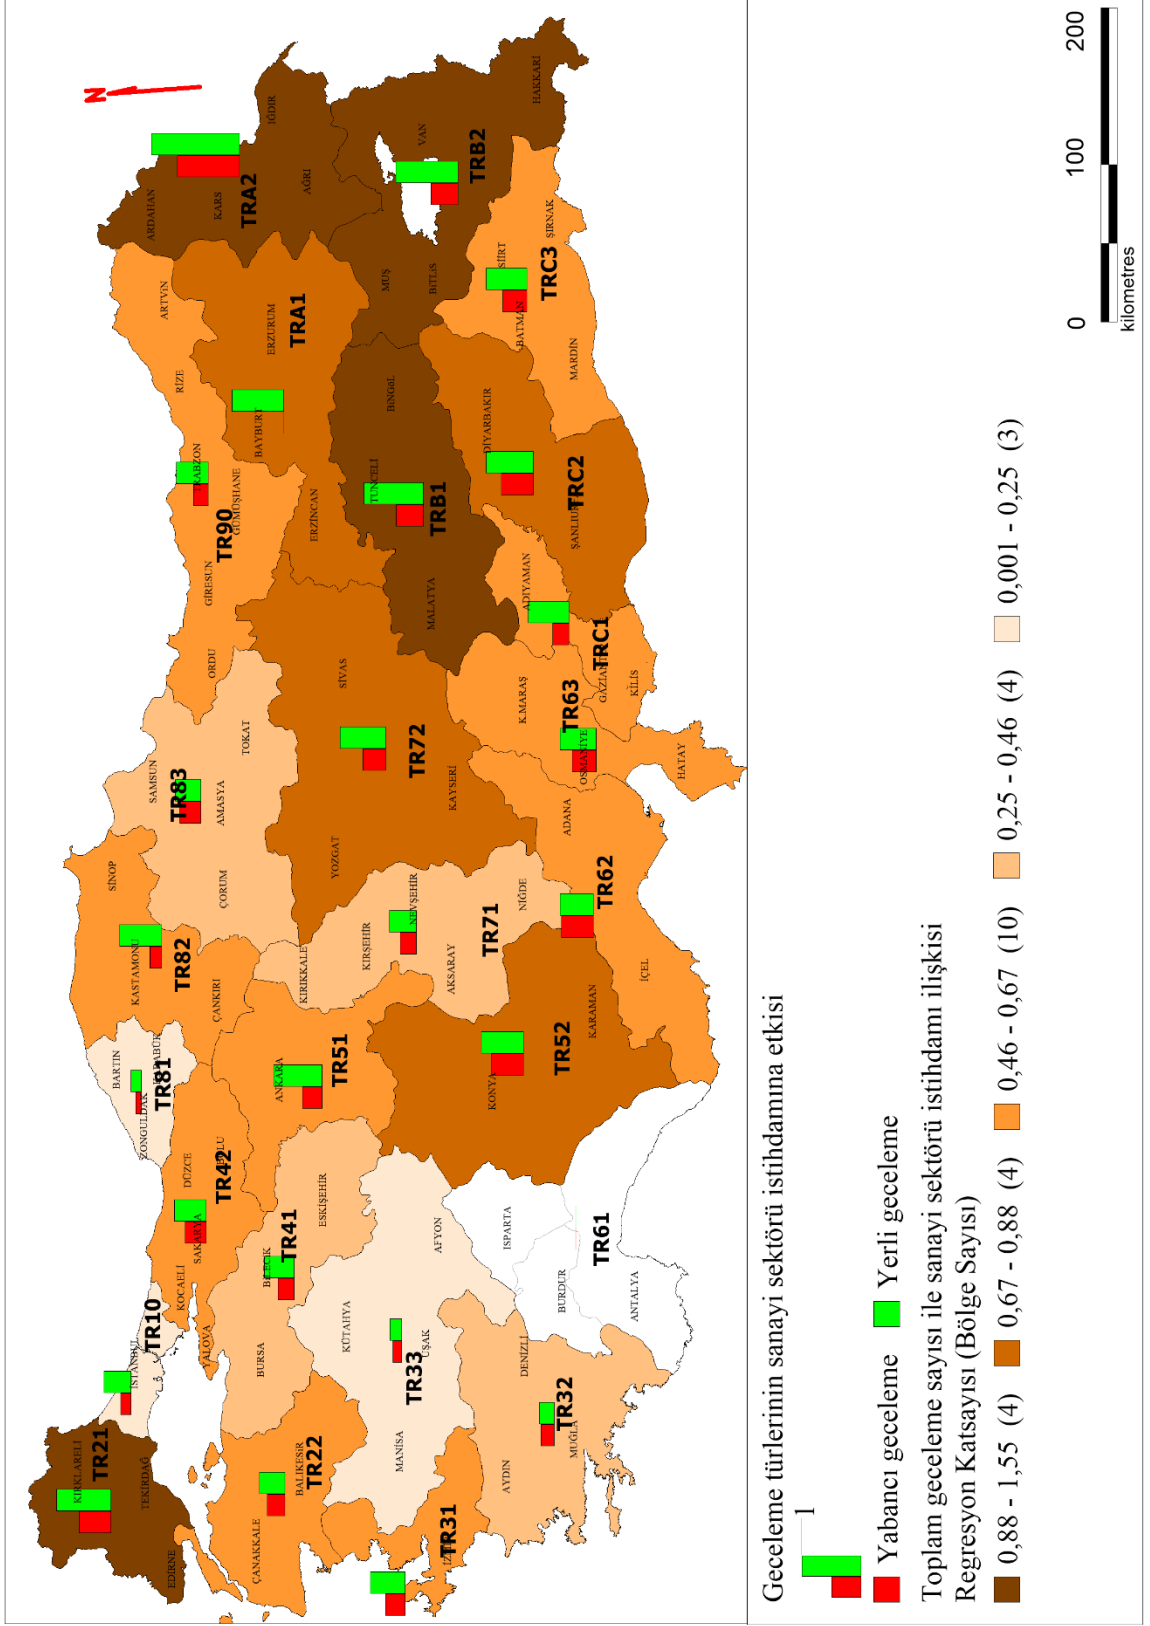 N
KIRKLARELİ
TR21
TEKİRDAĞ
EDİRNE
İSTANBUL
TR10
KOCAELİ
YALOVA
SAKARYA
DÜZCE
TR42
ZONGULDAK
BARTIN
TR81
KASTAMONU
SİNOP
TR82
ÇANKIRI
SAMSUN
TR83
AMASYA
TOKAT
ÇORUM
ORDU
GİRESUN
TR90
GÜMÜŞHANE
TRABZON
RİZE
ARTVİN
ARDAHAN
KARS
TRA2
IĞDIR
AĞRI
ÇANAKKALE
BALIKESİR
TR22
BURSA
BİLECİK
TR41
ESKİŞEHİR
ANKARA
TR51
KIRIKKALE
KIRŞEHİR
NEVŞEHİR
AKSARAY
TR71
NİĞDE
YOZGAT
SİVAS
TR72
KAYSERİ
ERZİNCAN
BAYBURT
ERZURUM
TRA1
TUNCELİ
BİNGÖL
TRB1
MALATYA
MUŞ
BİTLİS
VAN
TRB2
HAKKARİ
KÜTAHYA
MANİSA
TR33
UŞAK
AFYON
TR31
AYDIN
DENİZLİ
TR32
MUĞLA
ISPARTA
BURDUR
TR61
ANTALYA
KONYA
TR52
KARAMAN
ADANA
TR62
İÇEL
K.MARAŞ
TR63
OSMANİYE
HATAY
ADIYAMAN
TRC1
KİLİS
DİYARBAKIR
TRC2
SİİRT
BATMAN
TRC3
ŞIRNAK
MARDİN
Geceleme türlerinin sanayi sektörü istihdamına etkisi
1
Yabancı geceleme Yerli geceleme
Toplam geceleme sayısı ile sanayi sektörü istihdamı ilişkisi
Regresyon Katsayısı (Bölge Sayısı)
0,88 - 1,55 (4) 0,67 - 0,88 (4) 0,46 - 0,67 (10) 0,25 - 0,46 (4) 0,001 - 0,25 (3)
0 100 200
kilometres